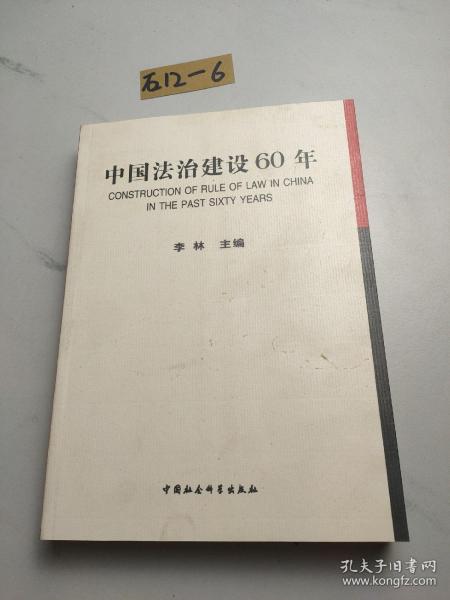 石12-6
中国法治建设60年
CONSTRUCTION OF RULE OF LAW IN CHINA
IN THE PAST SIXTY YEARS
李林 主编
中国社会科学出版社
孔夫子旧书网
www.kongfz.com